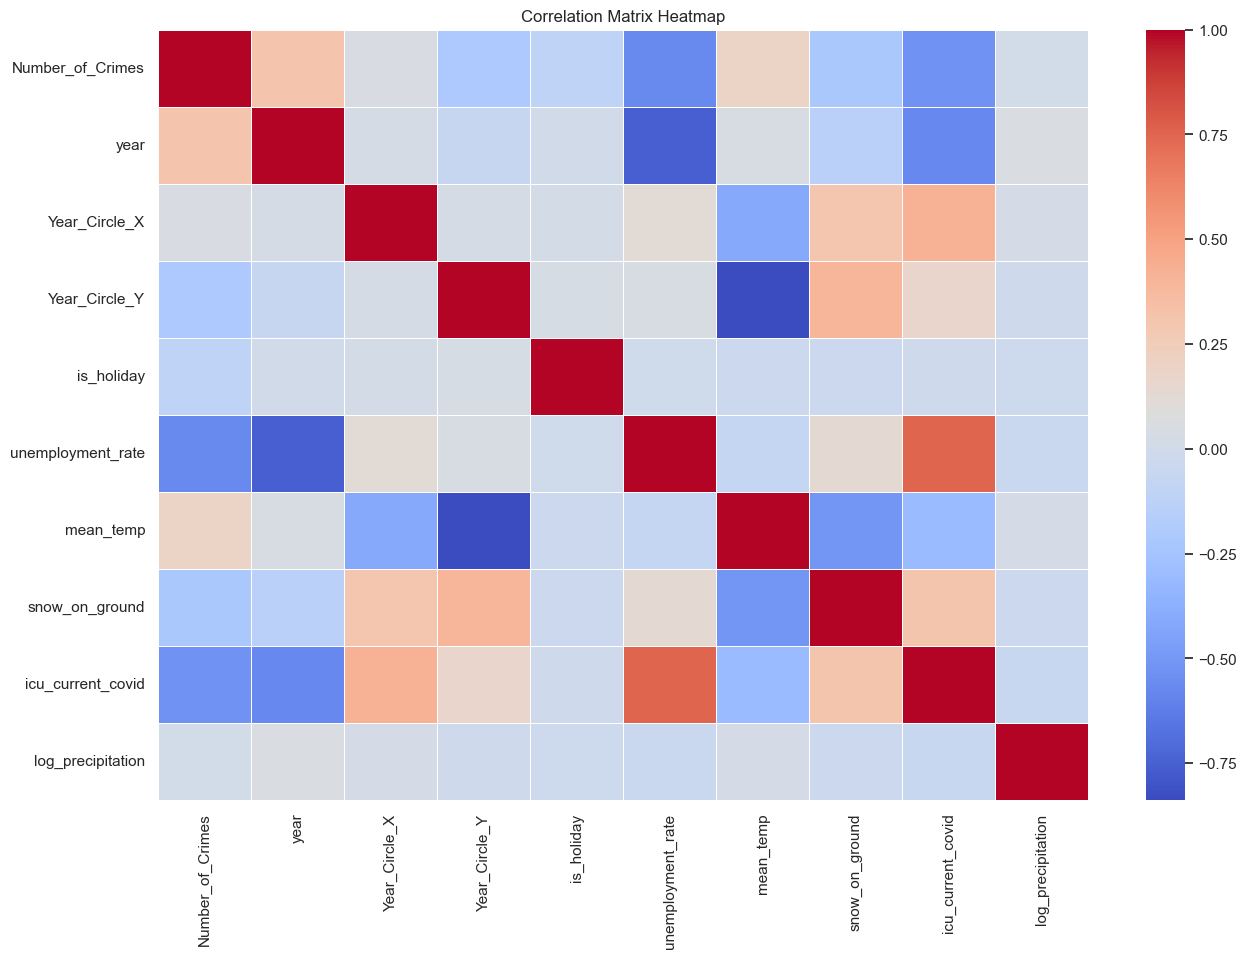 Correlation Matrix Heatmap
Number_of_Crimes
year
Year_Circle_X
Year_Circle_Y
is_holiday
unemployment_rate
mean_temp
snow_on_ground
icu_current_covid
log_precipitation
Number_of_Crimes
year
Year_Circle_X
Year_Circle_Y
is_holiday
unemployment_rate
mean_temp
snow_on_ground
icu_current_covid
log_precipitation
1.00
0.75
0.50
0.25
0.00
−0.25
−0.50
−0.75